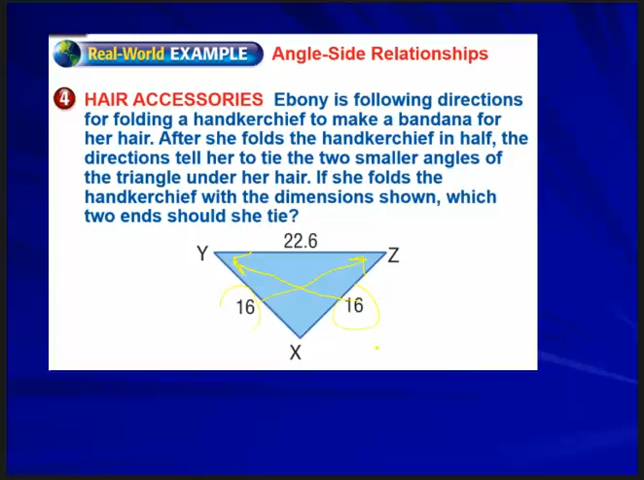 Real-World EXAMPLE Angle-Side Relationships
4 HAIR ACCESSORIES Ebony is following directions
for folding a handkerchief to make a bandana for
her hair. After she folds the handkerchief in half, the
directions tell her to tie the two smaller angles of
the triangle under her hair. If she folds the
handkerchief with the dimensions shown, which
two ends should she tie?
22.6
Y Z
16 16
X